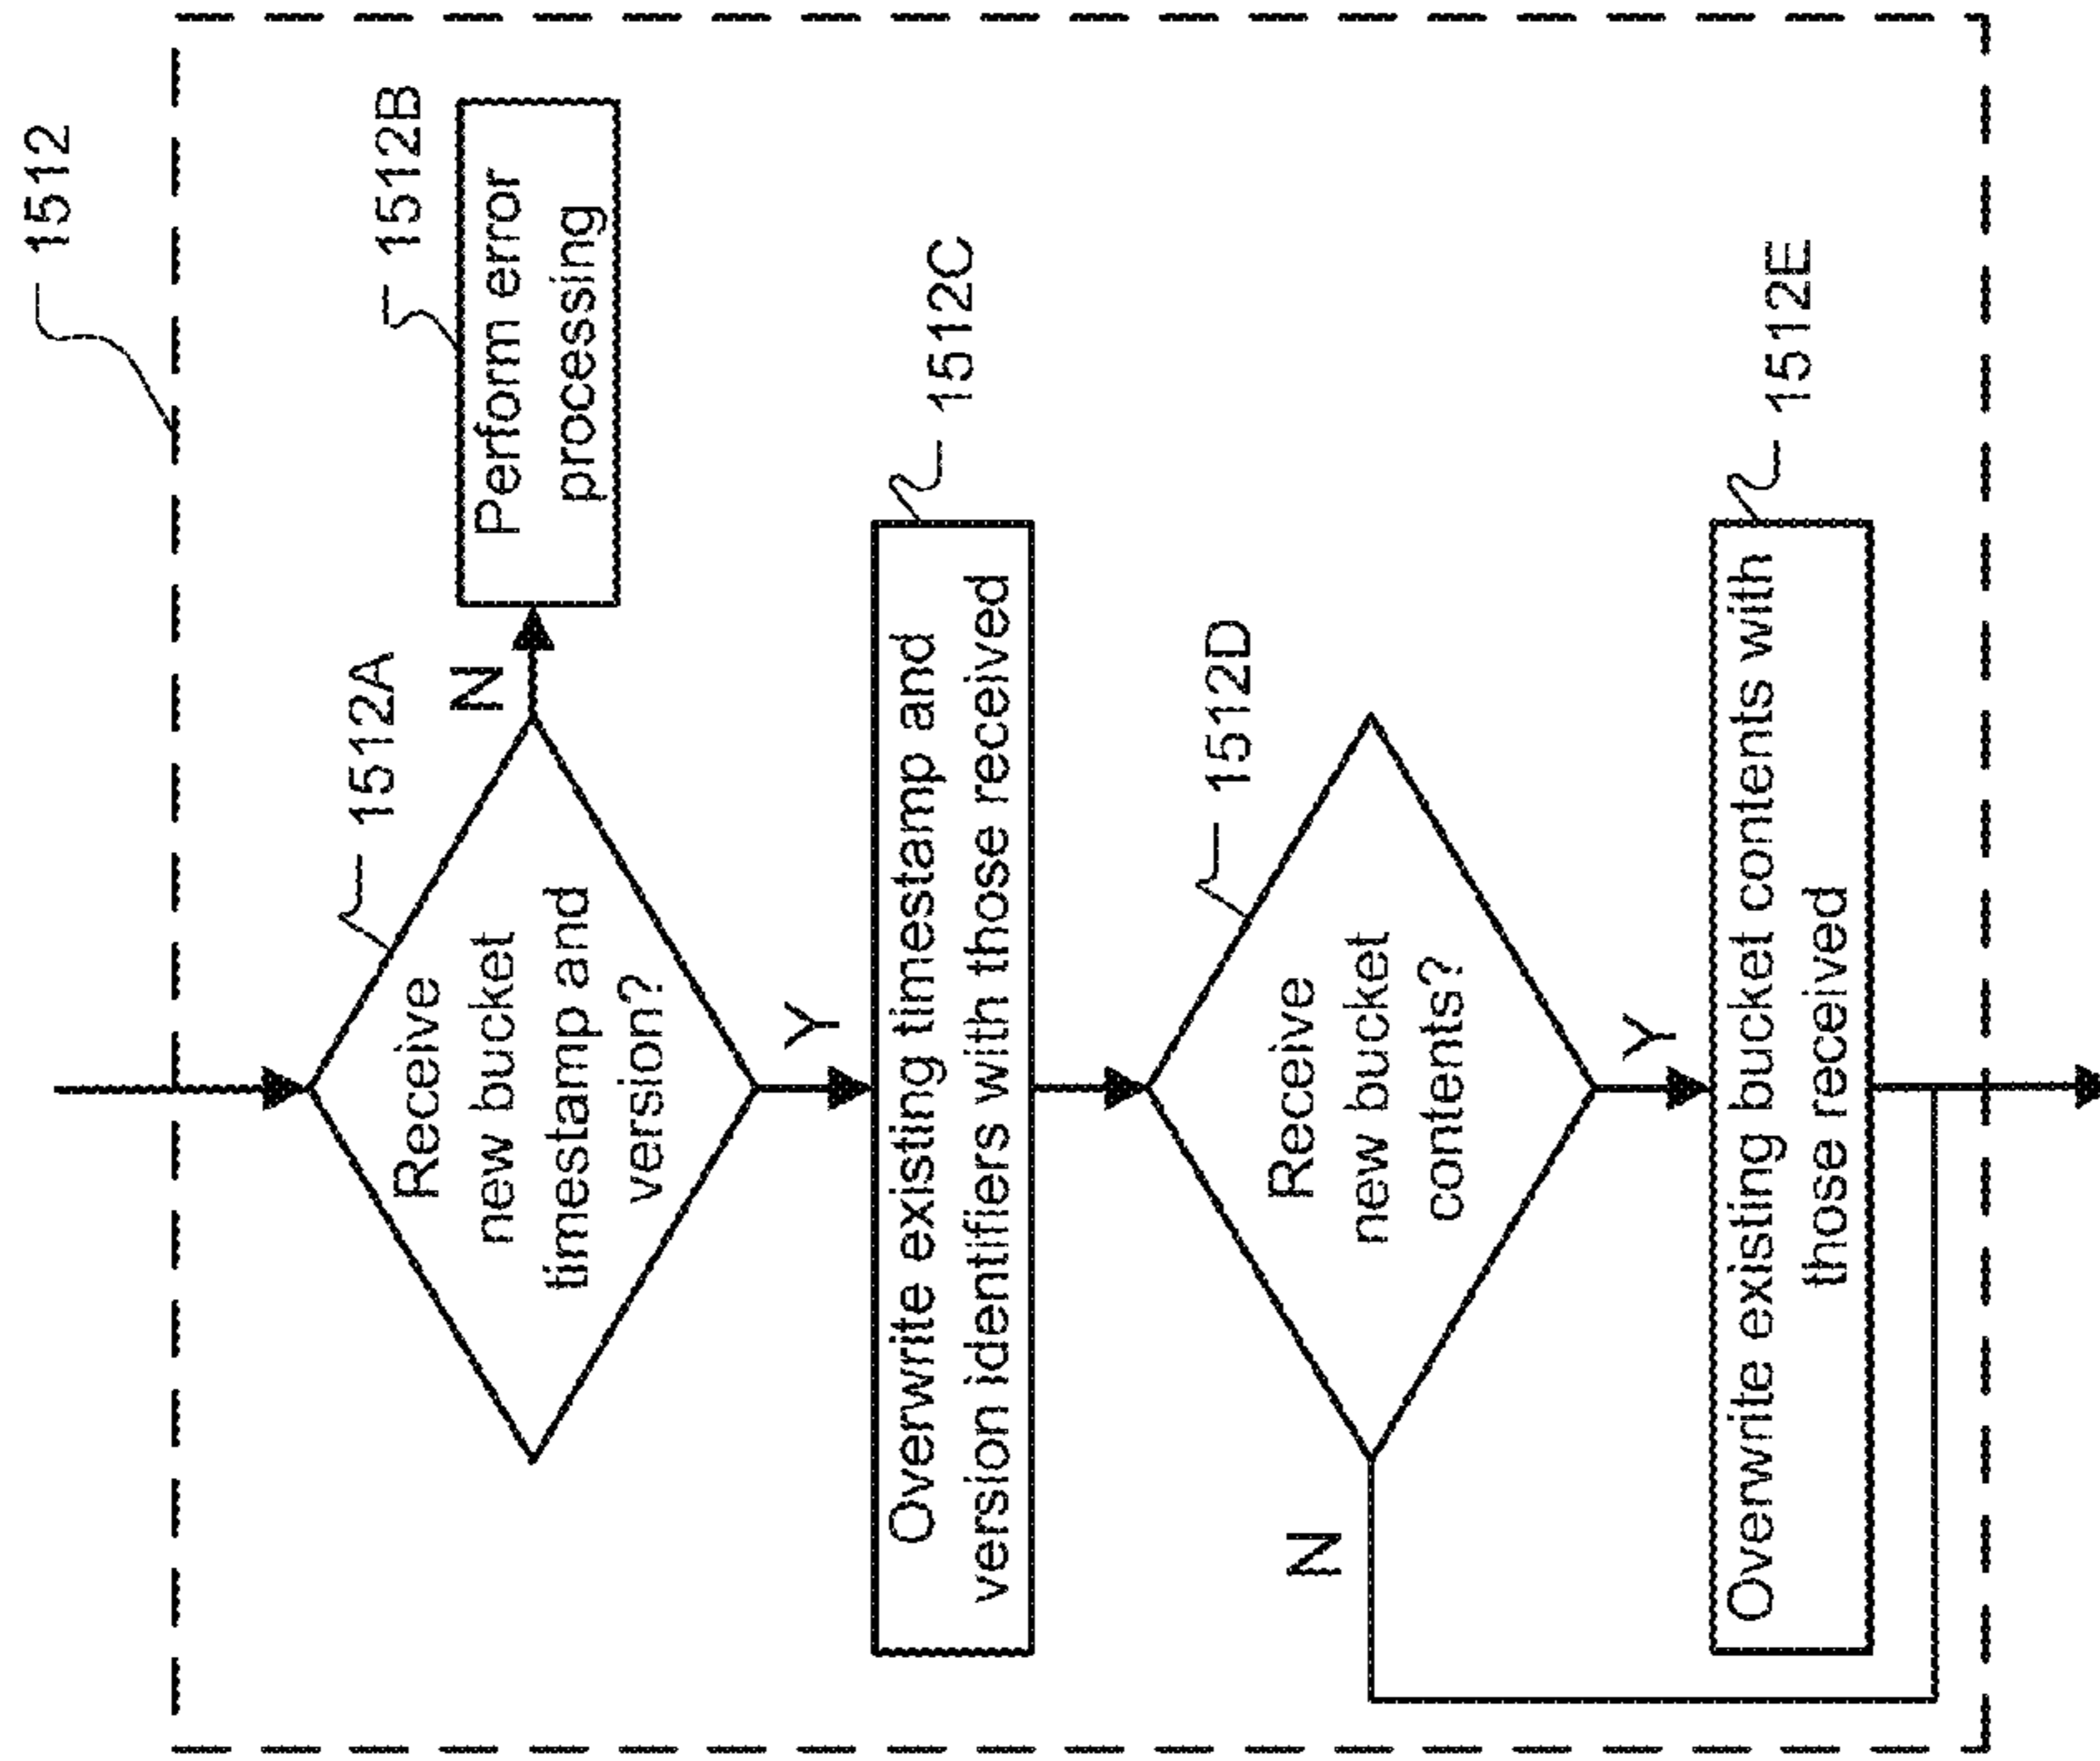 1512
1512A
Receive
new bucket
timestamp and
version?
N
1512B
Perform error
processing
Y
1512C
Overwrite existing timestamp and
version identifiers with those received
1512D
Receive
new bucket
contents?
N
Y
1512E
Overwrite existing bucket contents with
those received